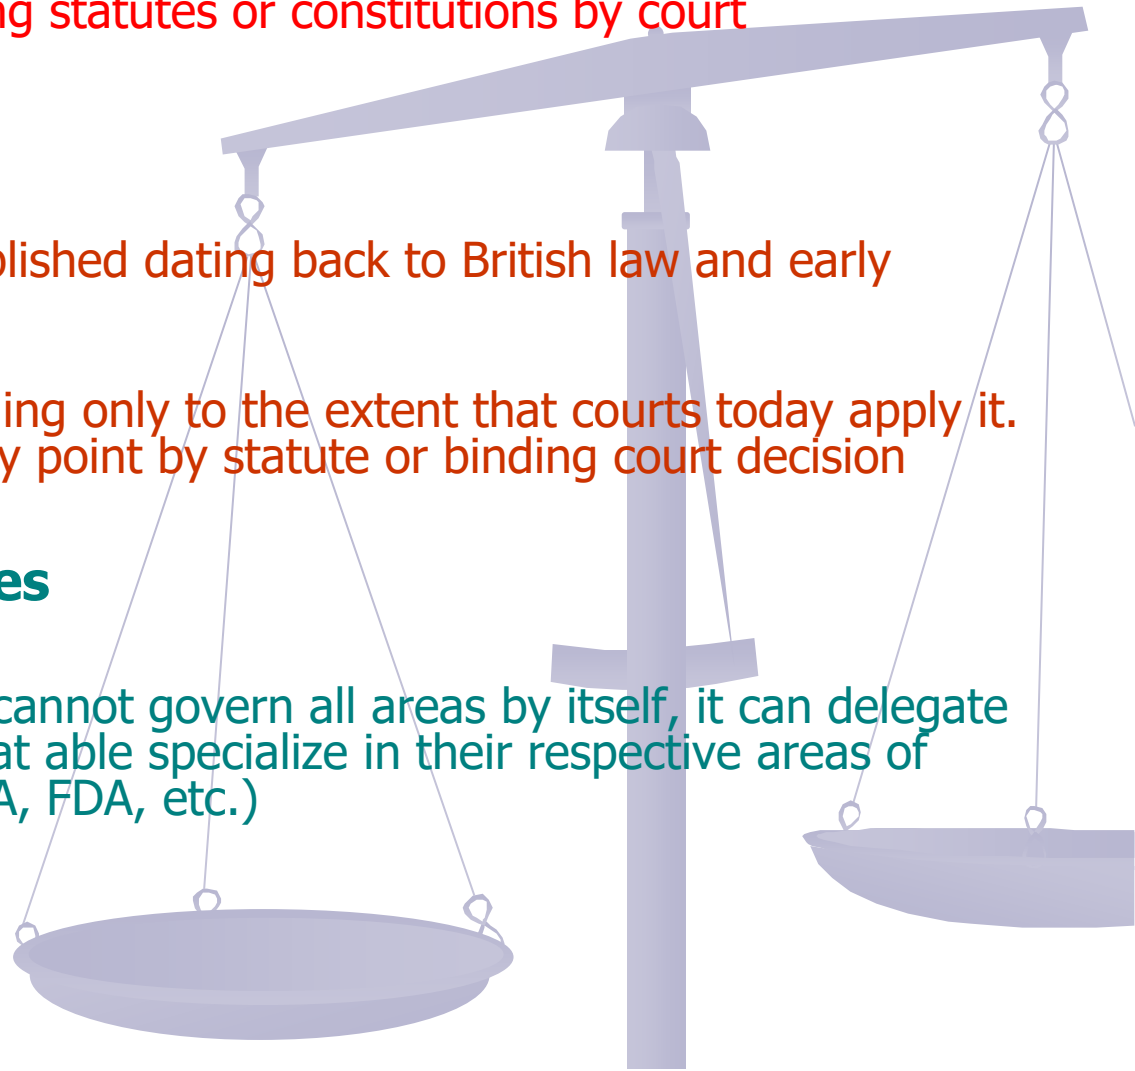 ng statutes or constitutions by court
blished dating back to British law and early
ing only to the extent that courts today apply it.
y point by statute or binding court decision
es
cannot govern all areas by itself, it can delegate
at able specialize in their respective areas of
A, FDA, etc.)